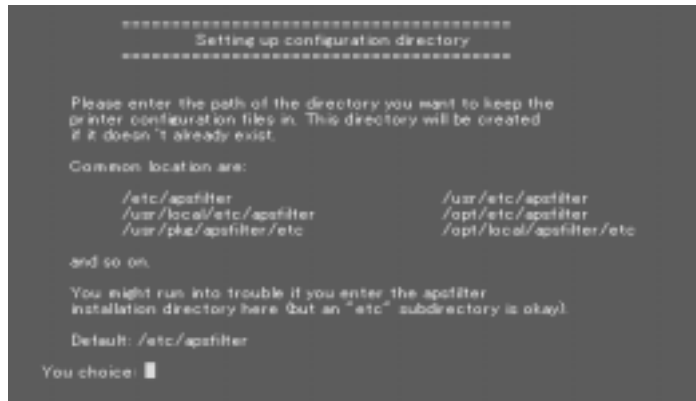 ========================================
Setting up configuration directory
========================================
Please enter the path of the directory you want to keep the
printer configuration files in. This directory will be created
if it doesn't already exist.
Common location are:
/etc/apsfilter /usr/etc/apsfilter
/usr/local/etc/apsfilter /opt/etc/apsfilter
/usr/pkg/apsfilter/etc /opt/local/apsfilter/etc
and so on.
You might run into trouble if you enter the apsfilter
installation directory here (but an "etc" subdirectory is okay).
Default: /etc/apsfilter
You choice: